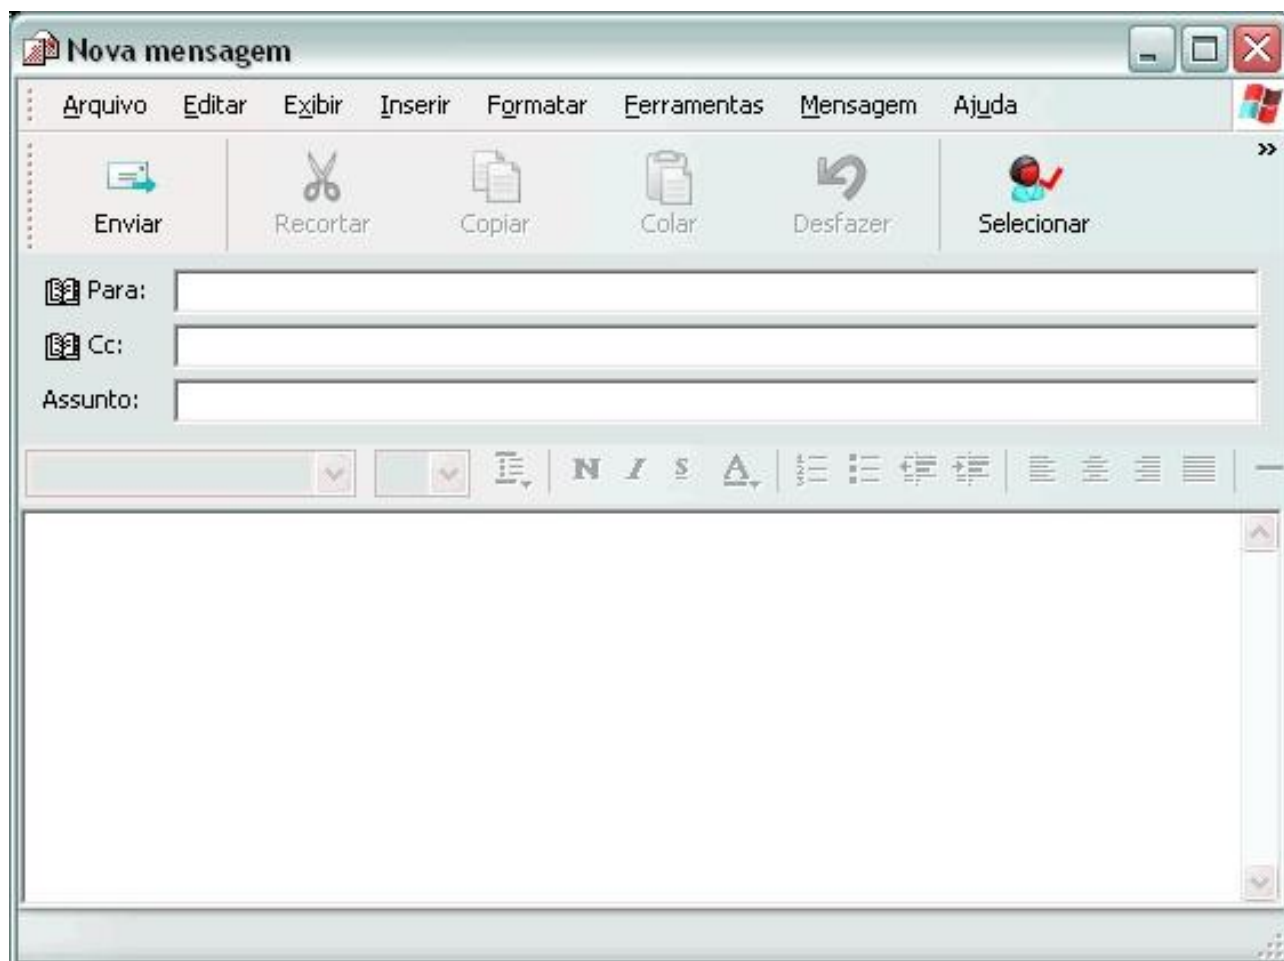 Nova mensagem
Arquivo Editar Exibir Inserir Formatar Ferramentas Mensagem Ajuda
Enviar Recortar Copiar Colar Desfazer Selecionar »
Para:
Cc:
Assunto:
N I S A